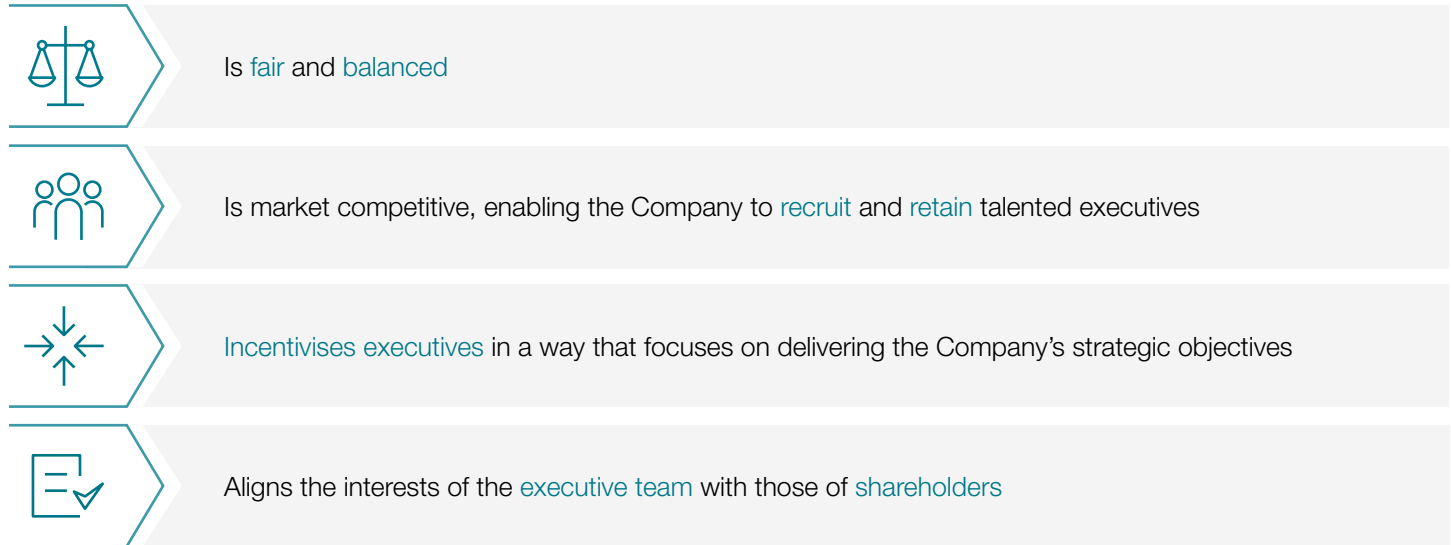 Is fair and balanced
Is market competitive, enabling the Company to recruit and retain talented executives
Incentivises executives in a way that focuses on delivering the Company’s strategic objectives
Aligns the interests of the executive team with those of shareholders